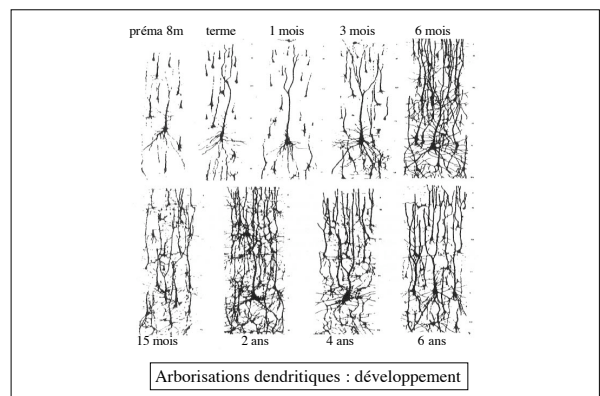 préma 8m terme 1 mois 3 mois 6 mois
15 mois 2 ans 4 ans 6 ans
Arborisations dendritiques : développement